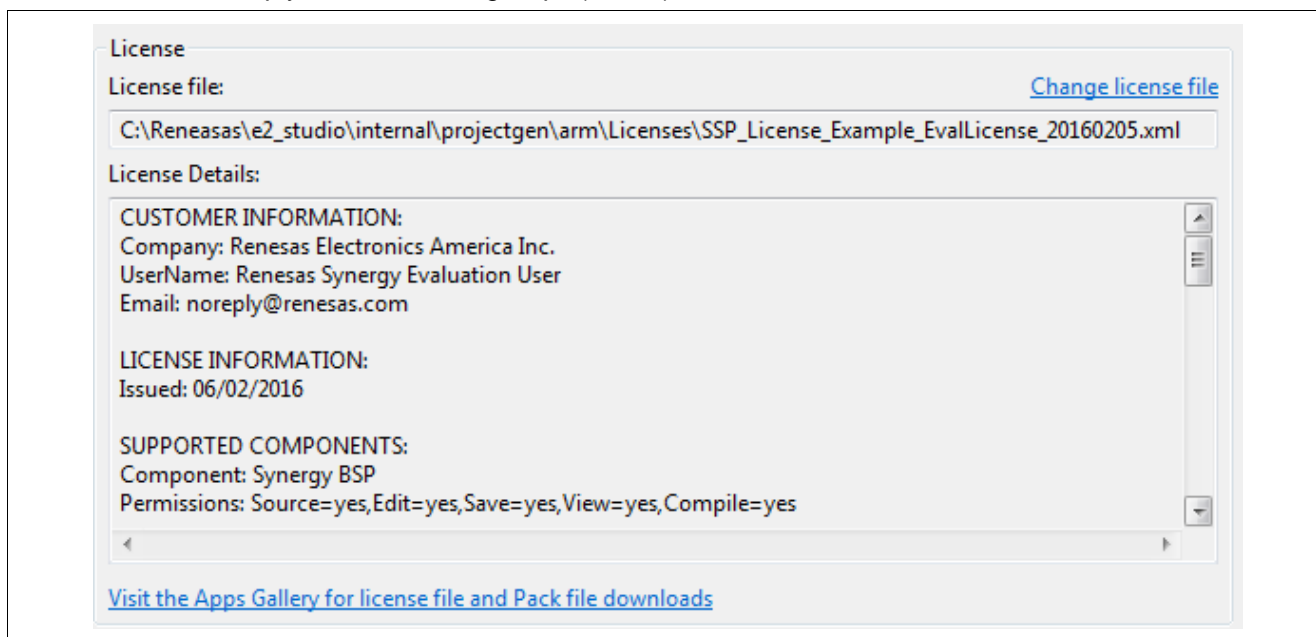 License
License file:
Change license file
C:\Reneasas\e2_studio\internal\projectgen\arm\Licenses\SSP_License_Example_EvalLicense_20160205.xml
License Details:
CUSTOMER INFORMATION:
Company: Renesas Electronics America Inc.
UserName: Renesas Synergy Evaluation User
Email: noreply@renesas.com
LICENSE INFORMATION:
Issued: 06/02/2016
SUPPORTED COMPONENTS:
Component: Synergy BSP
Permissions: Source=yes,Edit=yes,Save=yes,View=yes,Compile=yes
Visit the Apps Gallery for license file and Pack file downloads